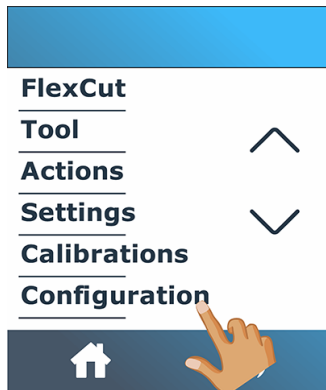 FlexCut
Tool
Actions
Settings
Calibrations
Configuration